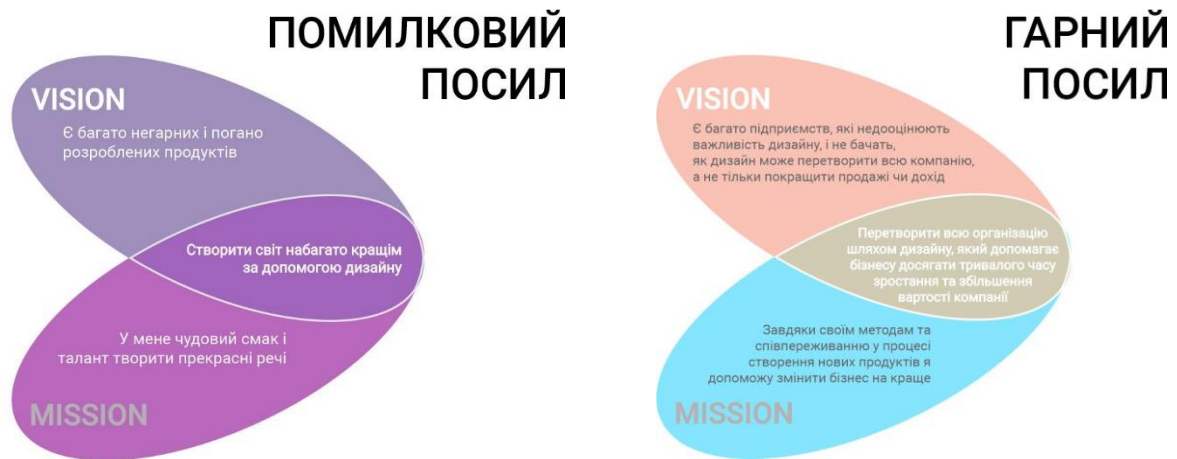 ПОМИЛКОВИЙ
ПОСИЛ
VISION
Є багато негарних і погано
розроблених продуктів
Створити світ набагато кращім
за допомогою дизайну
У мене чудовий смак і
талант творити прекрасні речі
MISSION
ГАРНИЙ
ПОСИЛ
VISION
Є багато підприємств, які недооцінюють
важливість дизайну, і не бачать,
як дизайн може перетворити всю компанію,
а не тільки покращити продажі чи дохід
Перетворити всю організацію
шляхом дизайну, який допомагає
бізнесу досягати тривалого часу
зростання та збільшення
вартості компанії
Завдяки своїм методам та
співпереживанню у процесі
створення нових продуктів я
допоможу змінити бізнес на краще
MISSION